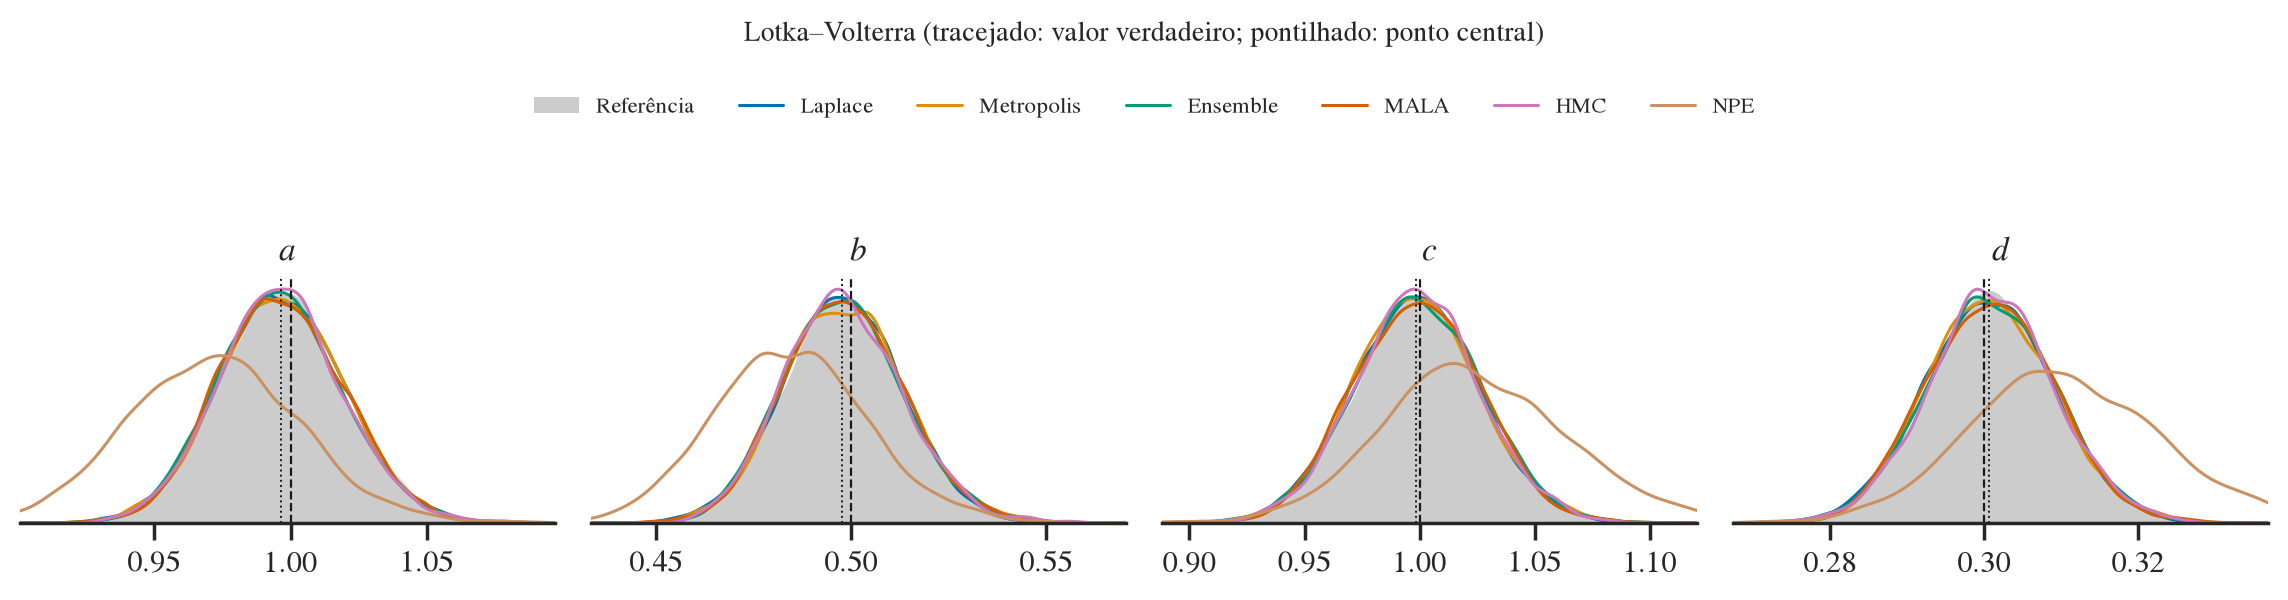 Lotka–Volterra (tracejado: valor verdadeiro; pontilhado: ponto central)
Referência Laplace Metropolis Ensemble MALA HMC NPE
a b c d
0.95 1.00 1.05 0.45 0.50 0.55 0.90 0.95 1.00 1.05 1.10 0.28 0.30 0.32